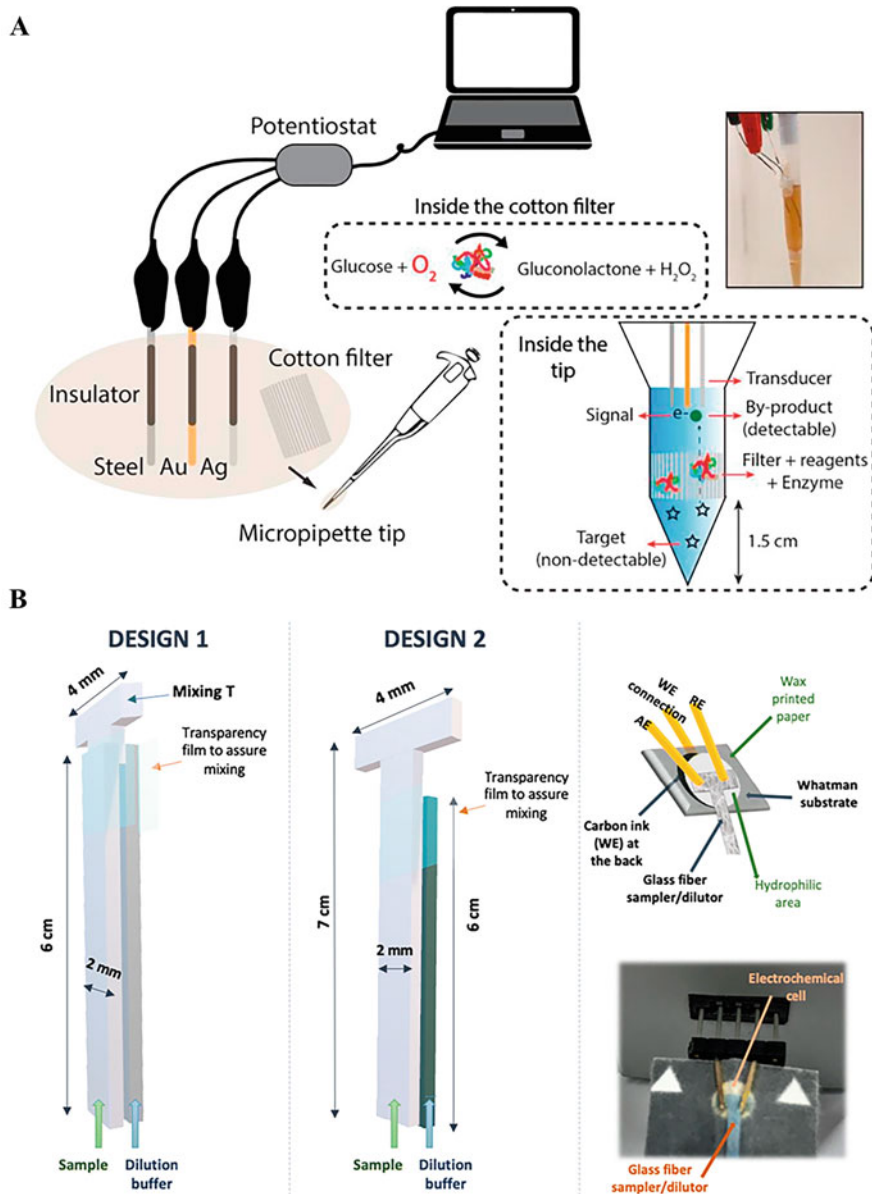 A
Potentiostat
Inside the cotton filter
Glucose + O₂
Gluconolactone + H₂O₂
Cotton filter
Insulator
Steel Au Ag
Micropipette tip
Inside the
tip
Transducer
Signal
e-
By-product
(detectable)
Filter + reagents
+ Enzyme
Target
(non-detectable)
1.5 cm
B
DESIGN 1
4 mm
Mixing T
Transparency
film to assure
mixing
6 cm
2 mm
Sample
Dilution
buffer
DESIGN 2
4 mm
Transparency
film to assure
mixing
7 cm
2 mm
6 cm
Sample
Dilution
buffer
WE
connection
RE
AE
Wax
printed
paper
Whatman
substrate
Carbon ink
(WE) at
the back
Glass fiber
sampler/dilutor
Hydrophilic
area
Electrochemical
cell
Glass fiber
sampler/dilutor